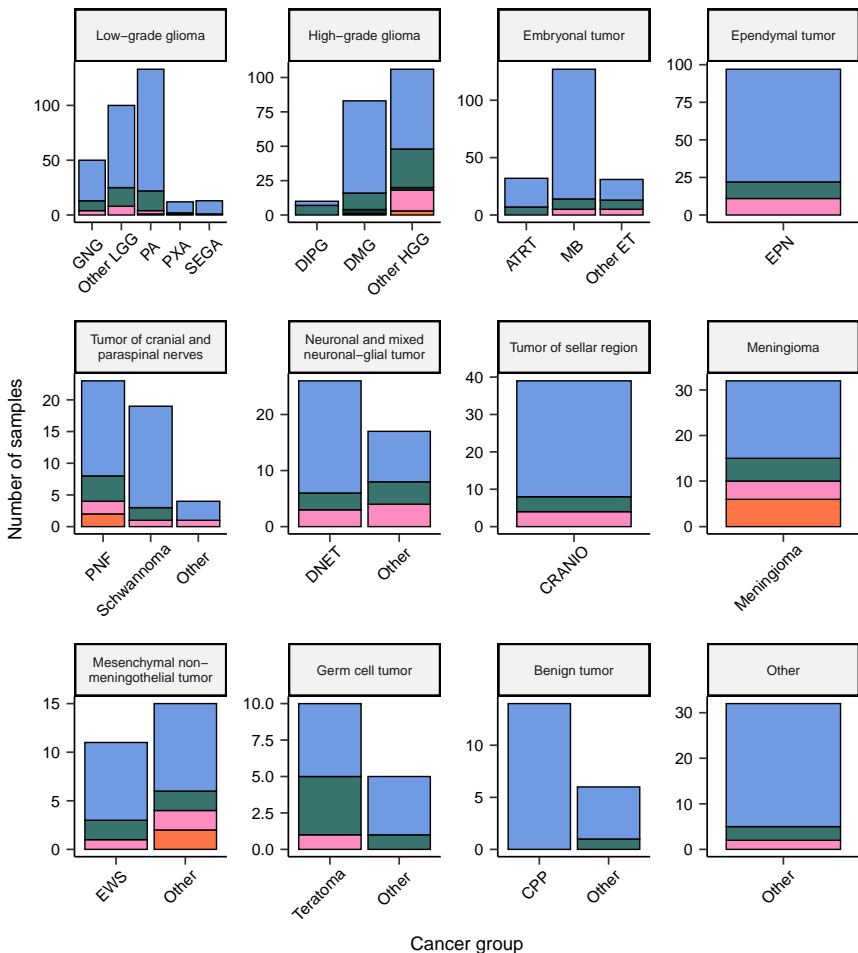 Low−grade glioma
High−grade glioma
Embryonal tumor
Ependymal tumor
100
50
0
GNG
Other LGG
PA
PXA
SEGA
100
75
50
25
0
DIPG
DMG
Other HGG
100
50
0
ATRT
MB
Other ET
100
75
50
25
0
EPN
Tumor of cranial and
paraspinal nerves
Neuronal and mixed
neuronal−glial tumor
Tumor of sellar region
Meningioma
20
15
10
5
0
PNF
Schwannoma
Other
20
10
0
DNET
Other
40
30
20
10
0
CRANIO
30
20
10
0
Meningioma
Mesenchymal non−
meningothelial tumor
Germ cell tumor
Benign tumor
Other
15
10
5
0
EWS
Other
10.0
7.5
5.0
2.5
0.0
Teratoma
Other
10
5
0
CPP
Other
30
20
10
0
Other
Number of samples
Cancer group